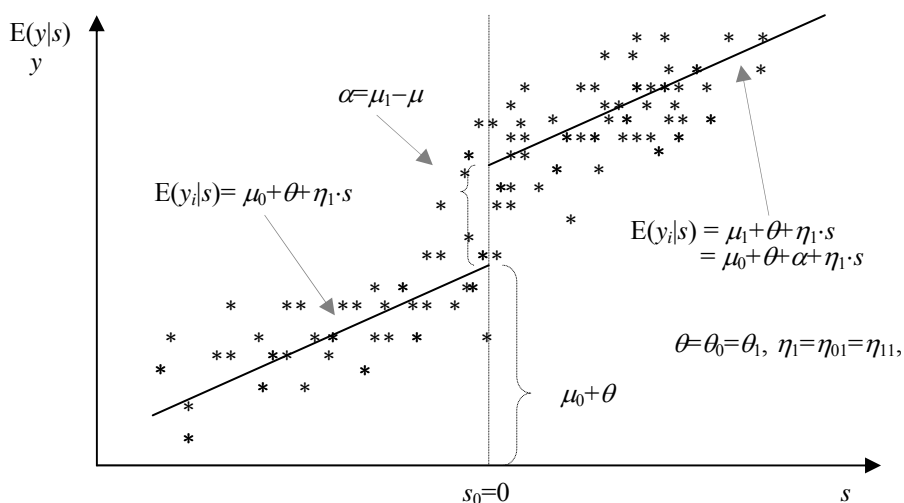 E(y|s)
y
α=μ₁−μ
E(yᵢ|s)= μ₀+θ+η₁·s
E(yᵢ|s) = μ₁+θ+η₁·s
= μ₀+θ+α+η₁·s
θ=θ₀=θ₁, η₁=η₀₁=η₁₁,
μ₀+θ
s₀=0
s